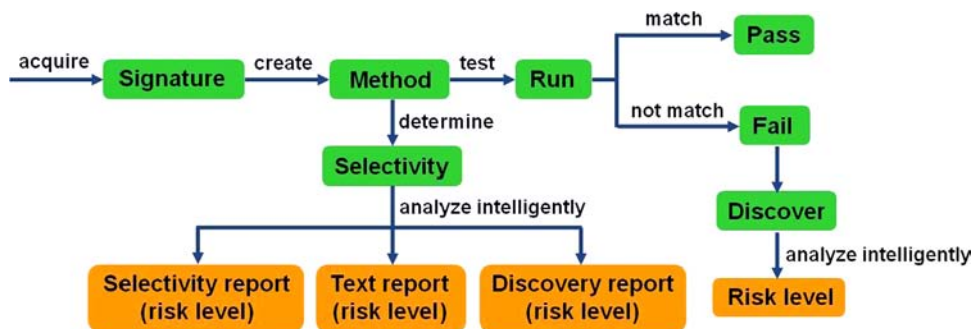 match
Pass
acquire
create
test
Signature
Method
Run
not match
Fail
determine
Selectivity
analyze intelligently
Discover
analyze intelligently
Selectivity report
(risk level)
Text report
(risk level)
Discovery report
(risk level)
Risk level